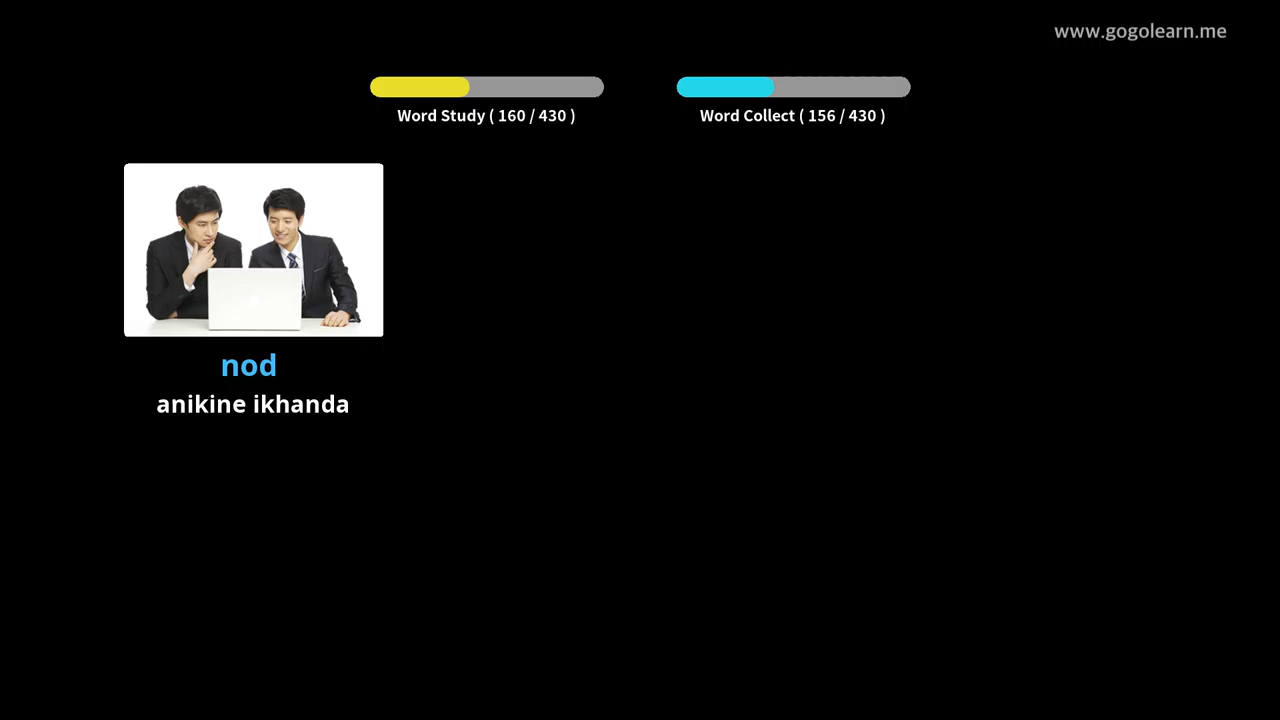 www.gogolearn.me
Word Study ( 160 / 430 )
Word Collect ( 156 / 430 )
nod
anikine ikhanda